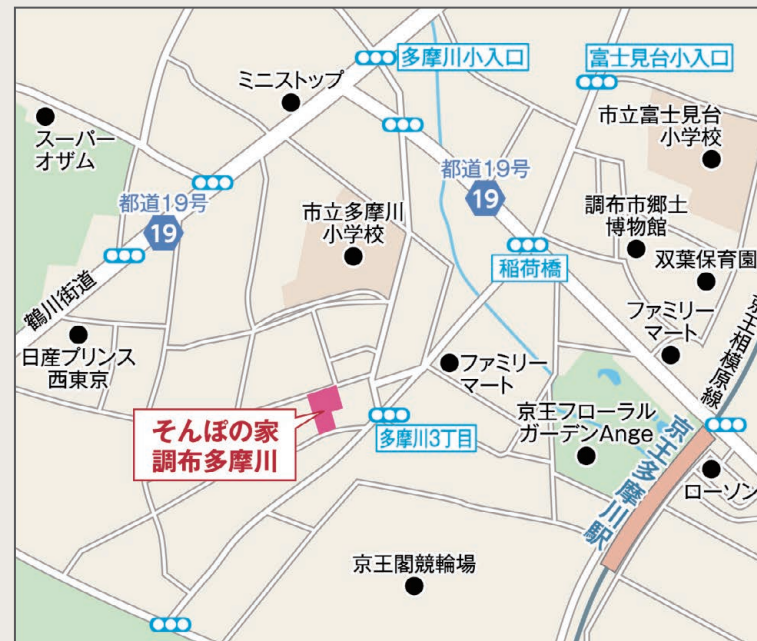 多摩川小入口
富士見台小入口
ミニストップ
市立富士見台
小学校
スーパー
オザム
都道19号
19
都道19号
19
市立多摩川
小学校
調布市郷土
博物館
稲荷橋
双葉保育園
鶴川街道
ファミリー
マート
京王相模原線
日産プリンス
西東京
ファミリー
マート
そんぽの家
調布多摩川
多摩川3丁目
京王フローラル
ガーデンAnge
京王多摩川駅
ローソン
京王閣競輪場